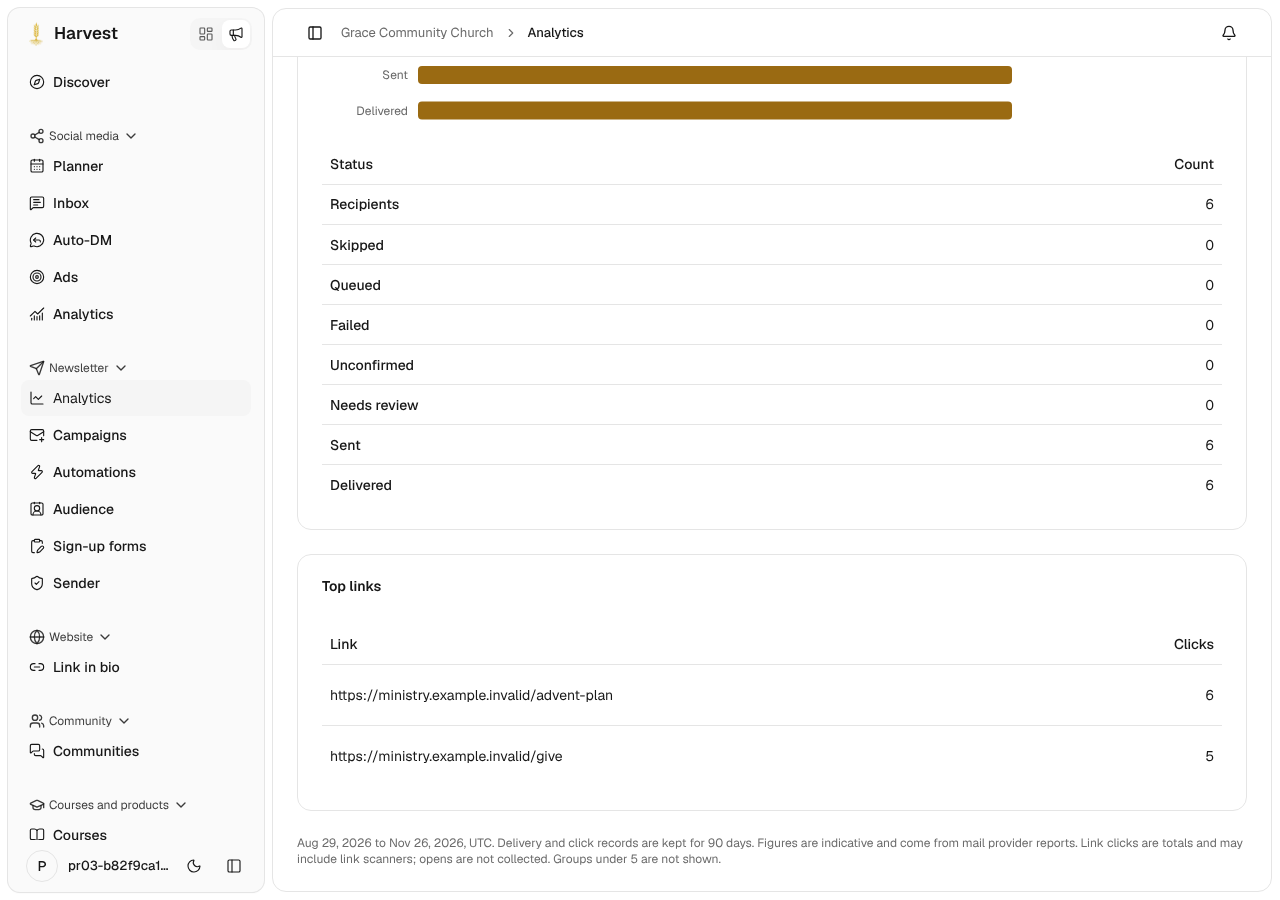 Harvest
Discover
Social media
Planner
Inbox
Auto-DM
Ads
Analytics
Newsletter
Analytics
Campaigns
Automations
Audience
Sign-up forms
Sender
Website
Link in bio
Community
Communities
Courses and products
Courses
P pr03-b82f9ca1...
Grace Community Church > Analytics
Sent
Delivered
Status Count
Recipients 6
Skipped 0
Queued 0
Failed 0
Unconfirmed 0
Needs review 0
Sent 6
Delivered 6
Top links
Link Clicks
https://ministry.example.invalid/advent-plan 6
https://ministry.example.invalid/give 5
Aug 29, 2026 to Nov 26, 2026, UTC. Delivery and click records are kept for 90 days. Figures are indicative and come from mail provider reports. Link clicks are totals and may
include link scanners; opens are not collected. Groups under 5 are not shown.